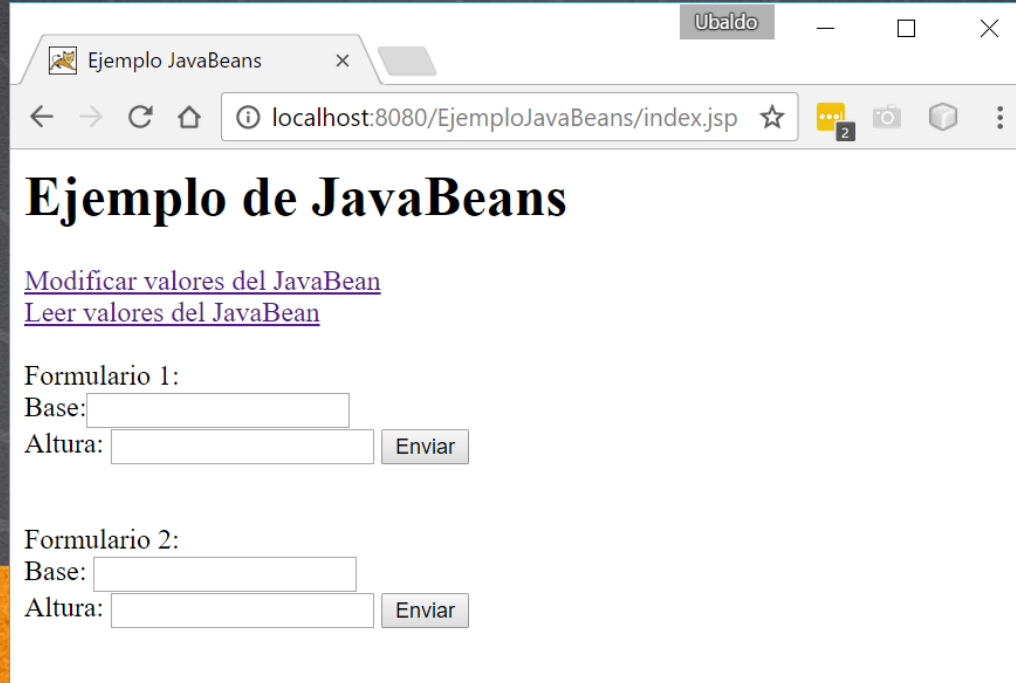 Ubaldo
Ejemplo JavaBeans
localhost:8080/EjemploJavaBeans/index.jsp
2
Ejemplo de JavaBeans
Modificar valores del JavaBean
Leer valores del JavaBean
Formulario 1:
Base:
Altura: Enviar
Formulario 2:
Base:
Altura: Enviar